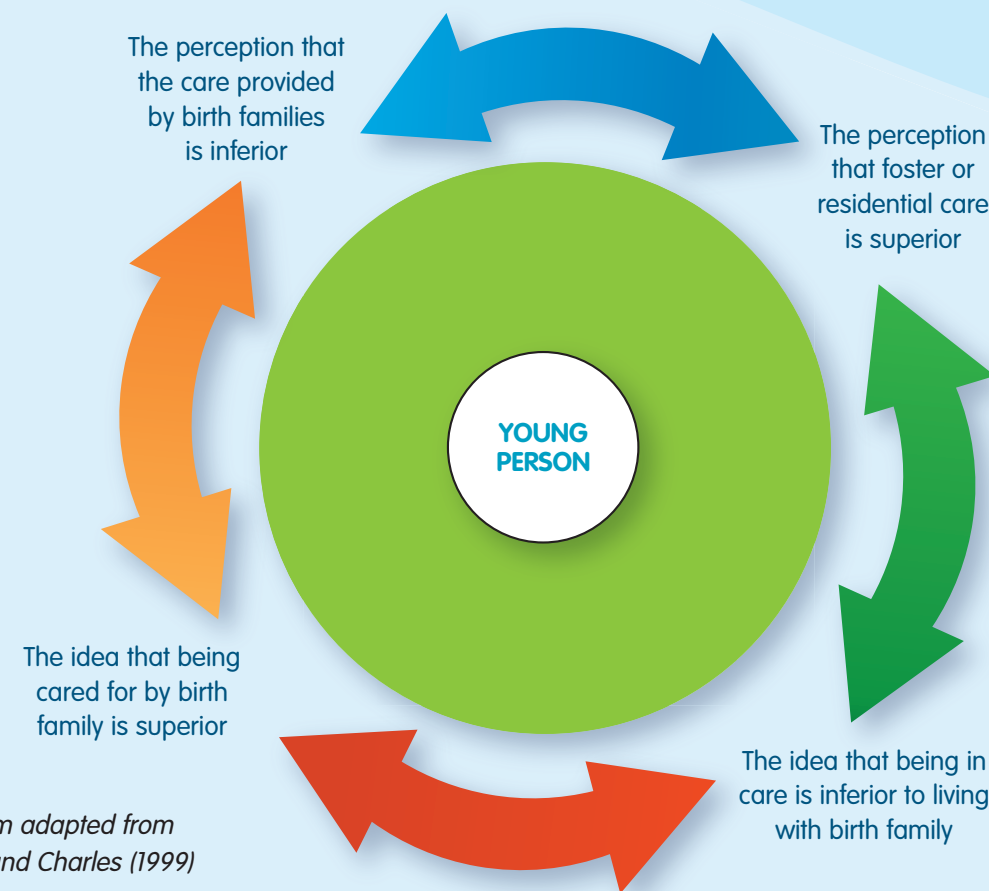 The perception that
the care provided
by birth families
is inferior
The perception
that foster or
residential care
is superior
YOUNG
PERSON
The idea that being
cared for by birth
family is superior
The idea that being in
care is inferior to living
with birth family
adapted from
and Charles (1999)